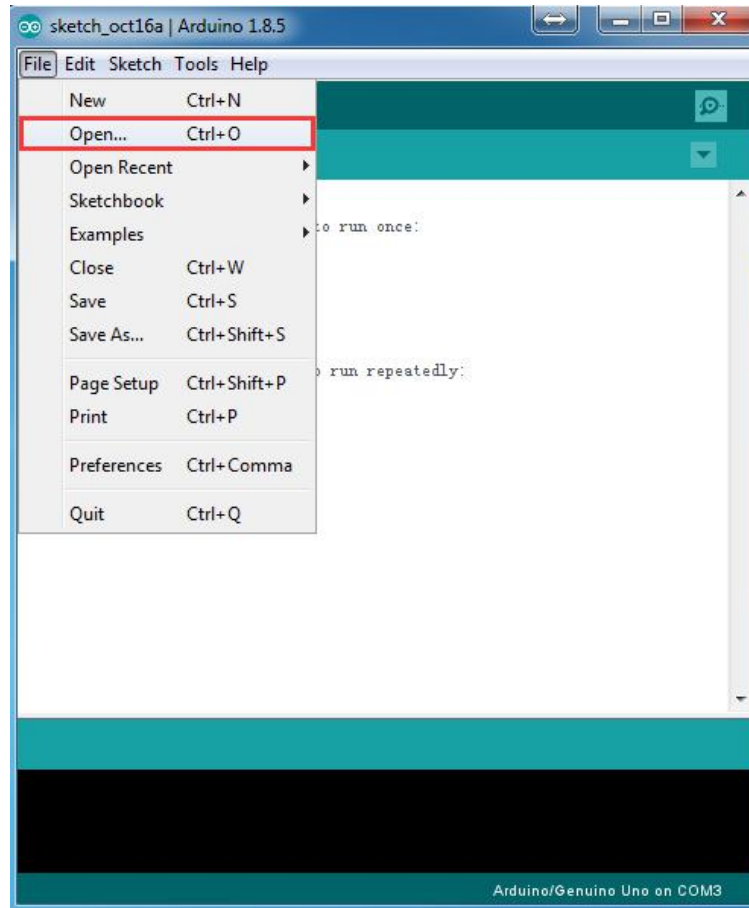 sketch_oct16a | Arduino 1.8.5
File Edit Sketch Tools Help
New Ctrl+N
Open... Ctrl+O
Open Recent
Sketchbook
Examples
to run once:
Close Ctrl+W
Save Ctrl+S
Save As... Ctrl+Shift+S
run repeatedly:
Page Setup Ctrl+Shift+P
Print Ctrl+P
Preferences Ctrl+Comma
Quit Ctrl+Q
Arduino/Genuino Uno on COM3